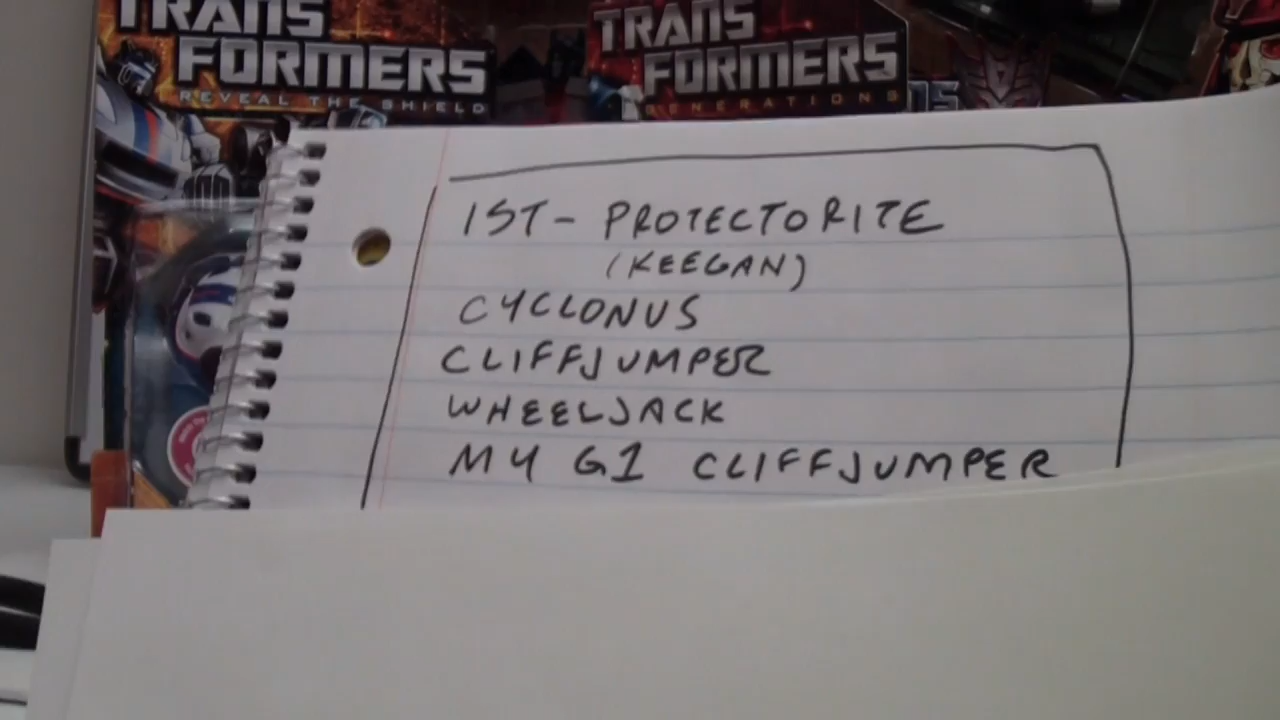 TRANSFORMERS
REVEAL THE SHIELD
TRANSFORMERS
GENERATIONS
1ST - PROTECTORITE
(KEEGAN)
CYCLONUS
CLIFFJUMPER
WHEELJACK
MY G1 CLIFFJUMPER